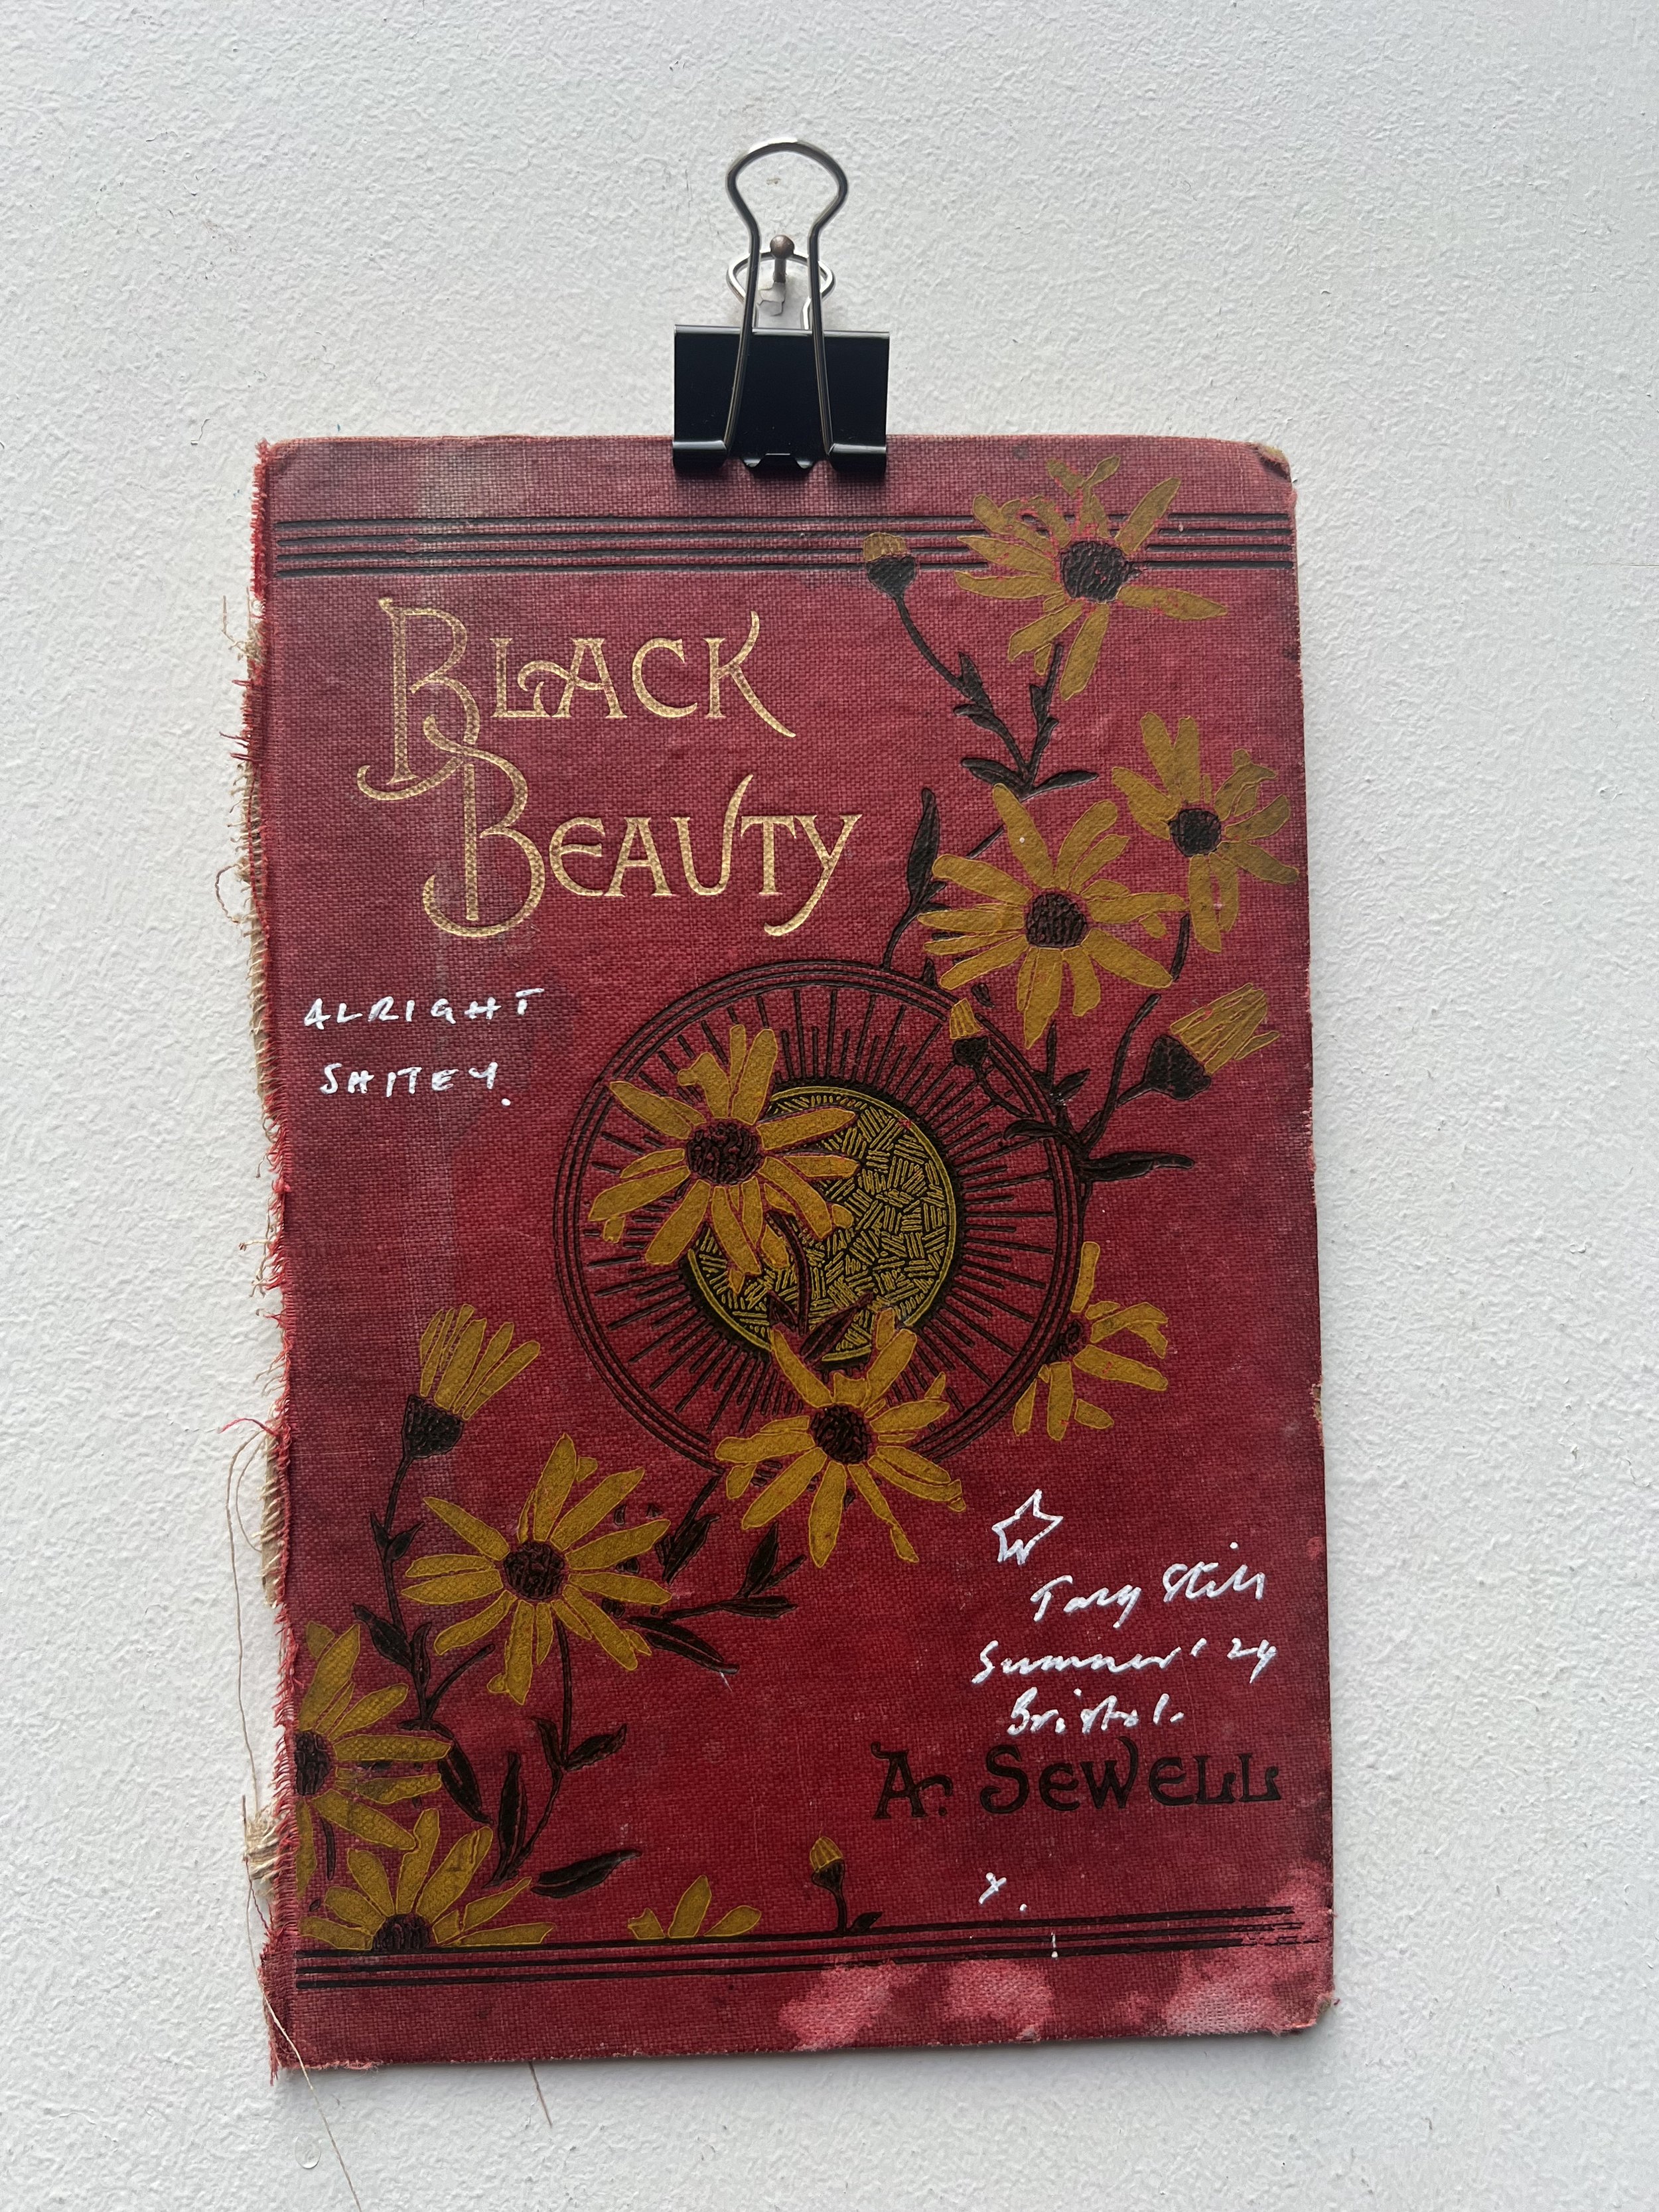 BLACK
BEAUTY
ALRIGHT
SHITEY.
Summer '24
Bristol.
A. SEWELL
x.